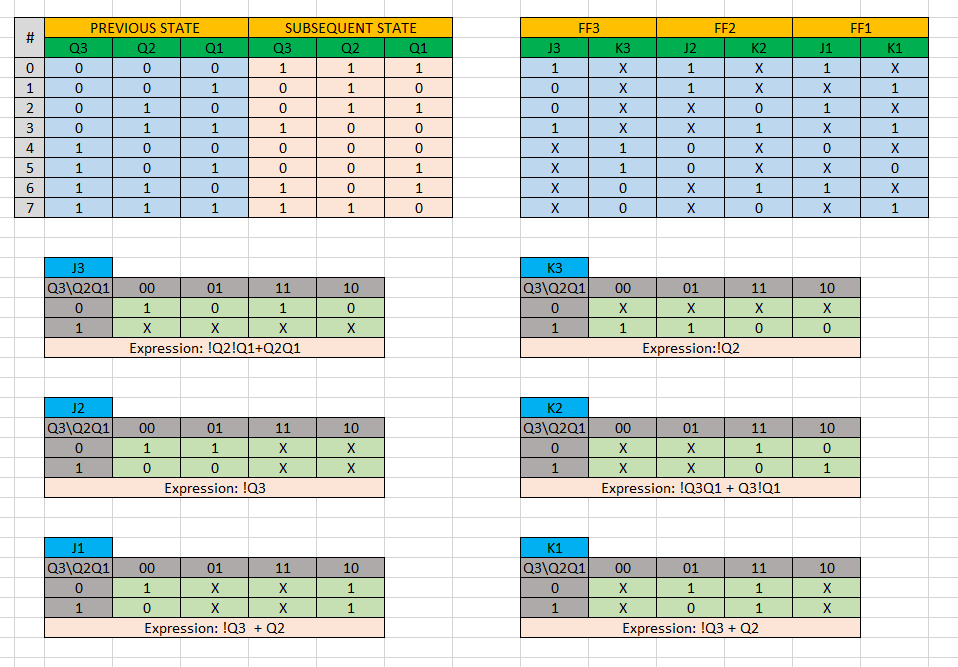 # PREVIOUS STATE SUBSEQUENT STATE FF3 FF2 FF1
Q3 Q2 Q1 Q3 Q2 Q1 J3 K3 J2 K2 J1 K1
0 0 0 0 1 1 1 1 X 1 X 1 X
1 0 0 1 0 1 0 0 X 1 X X 1
2 0 1 0 0 1 1 0 X X 0 1 X
3 0 1 1 1 0 0 1 X X 1 X 1
4 1 0 0 0 0 0 X 1 0 X 0 X
5 1 0 1 0 0 1 X 1 0 X X 0
6 1 1 0 1 0 1 X 0 X 1 1 X
7 1 1 1 1 1 0 X 0 X 0 X 1
J3
Q3\Q2Q1 00 01 11 10
0 1 0 1 0
1 X X X X
Expression: !Q2!Q1+Q2Q1
K3
Q3\Q2Q1 00 01 11 10
0 X X X X
1 1 1 0 0
Expression:!Q2
J2
Q3\Q2Q1 00 01 11 10
0 1 1 X X
1 0 0 X X
Expression: !Q3
K2
Q3\Q2Q1 00 01 11 10
0 X X 1 0
1 X X 0 1
Expression: !Q3Q1 + Q3!Q1
J1
Q3\Q2Q1 00 01 11 10
0 1 X X 1
1 0 X X 1
Expression: !Q3 + Q2
K1
Q3\Q2Q1 00 01 11 10
0 X 1 1 X
1 X 0 1 X
Expression: !Q3 + Q2